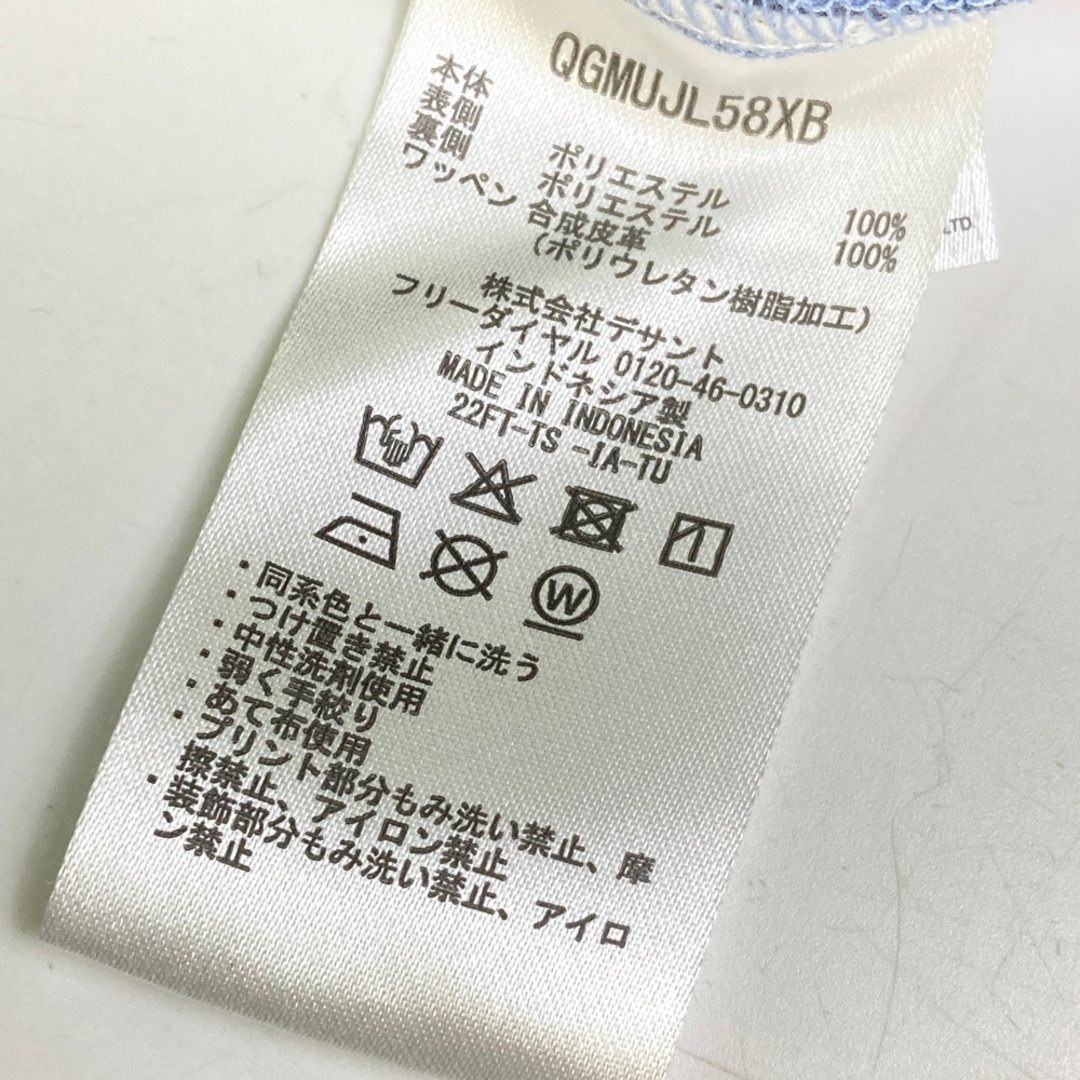 QGMUJL58XB
本体
表側 ポリエステル 100%
裏側 ポリエステル 100%
ワッペン 合成皮革
(ポリウレタン樹脂加工)
株式会社デサント
フリーダイヤル 0120-46-0310
インドネシア製
MADE IN INDONESIA
22FT-TS -IA-TU
W
・同系色と一緒に洗う
・つけ置き禁止
・中性洗剤使用
・弱く手絞り
・あて布使用
・プリント部分もみ洗い禁止、摩
擦禁止、アイロン禁止
・装飾部分もみ洗い禁止、アイロ
ン禁止
LTD.